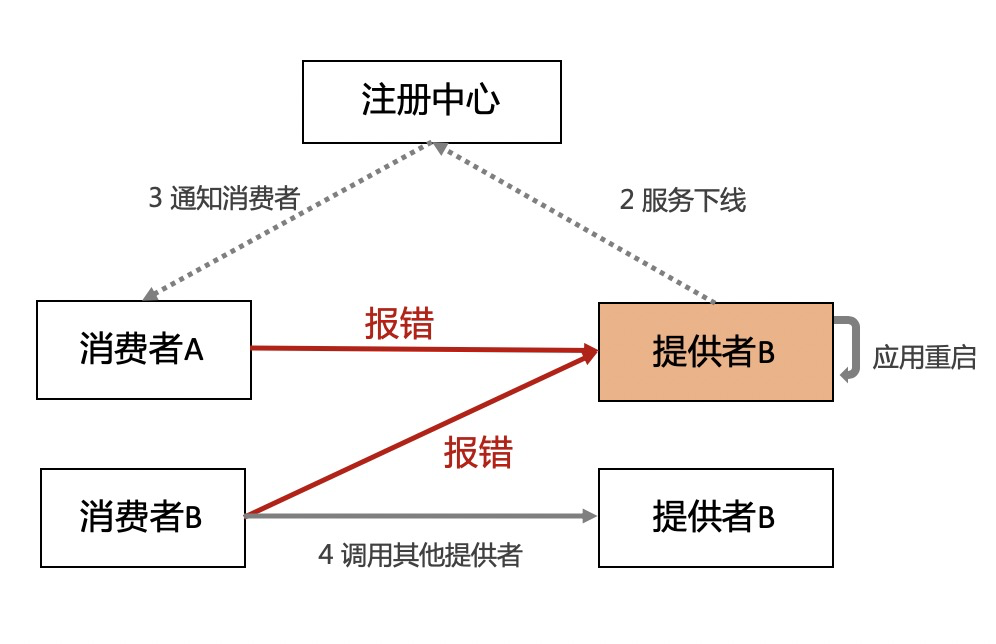 注册中心
3 通知消费者
2 服务下线
报错
消费者A
提供者B
应用重启
报错
消费者B
提供者B
4 调用其他提供者